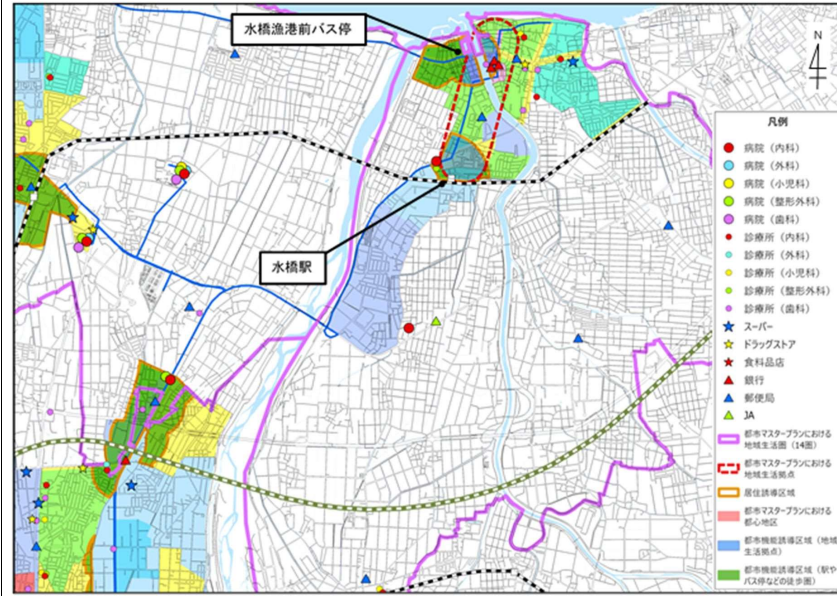 水橋漁港前バス停
N
水橋駅
凡例
病院（内科）
病院（外科）
病院（小児科）
病院（整形外科）
病院（歯科）
診療所（内科）
診療所（外科）
診療所（小児科）
診療所（整形外科）
診療所（歯科）
スーパー
ドラッグストア
食料品店
銀行
郵便局
JA
都市マスタープランにおける
地域生活圏（14圏）
都市マスタープランにおける
地域生活拠点
居住誘導区域
都市マスタープランにおける
都心地区
都市機能誘導区域（地域
生活拠点）
都市機能誘導区域（駅や
バス停などの徒歩圏）